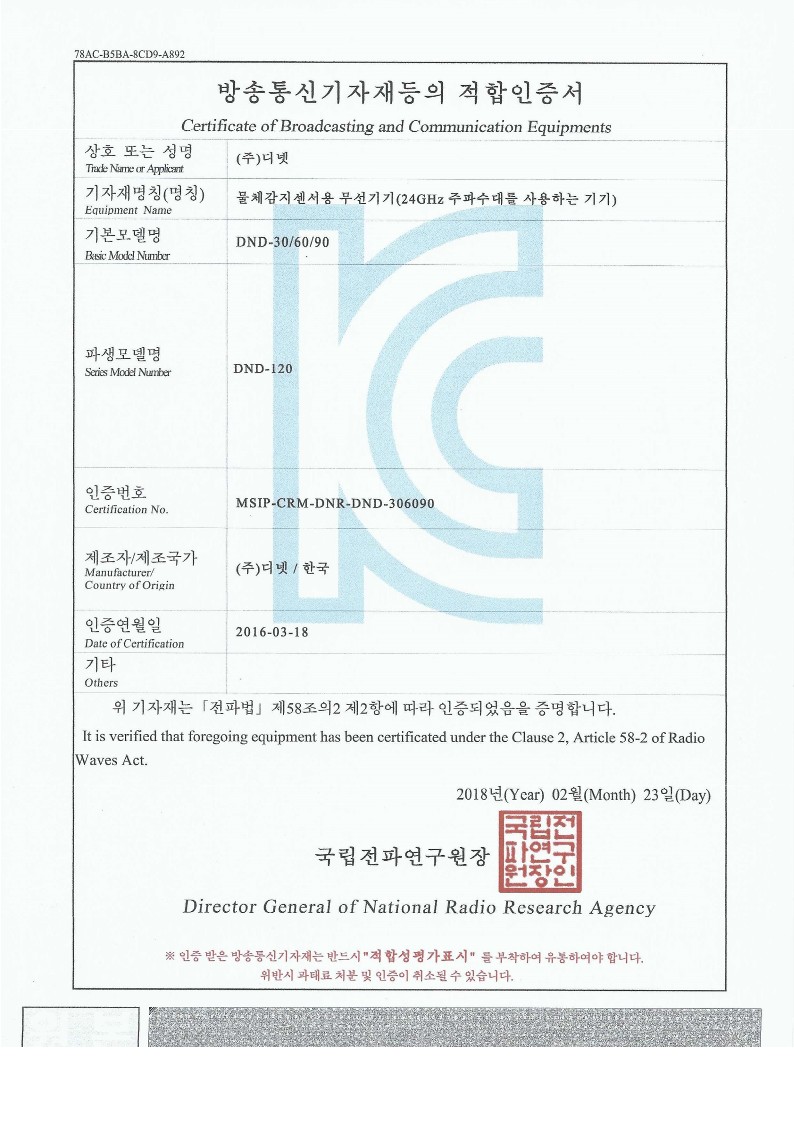 78AC-B5BA-8CD9-A892
방송통신기자재등의 적합인증서
Certificate of Broadcasting and Communication Equipments
상호 또는 성명
Trade Name or Applicant
(주)디넷
기자재명칭(명칭)
Equipment Name
물체감지센서용 무선기기(24GHz 주파수대를 사용하는 기기)
기본모델명
Basic Model Number
DND-30/60/90
파생모델명
Series Model Number
DND-120
인증번호
Certification No.
MSIP-CRM-DNR-DND-306090
제조자/제조국가
Manufacturer/
Country of Origin
(주)디넷 / 한국
인증연월일
Date of Certification
2016-03-18
기타
Others
위 기자재는 「전파법」 제58조의2 제2항에 따라 인증되었음을 증명합니다.
It is verified that foregoing equipment has been certificated under the Clause 2, Article 58-2 of Radio
Waves Act.
2018년(Year) 02월(Month) 23일(Day)
국립전파연구원장
국립전
파연구
원장인
Director General of National Radio Research Agency
※ 인증 받은 방송통신기자재는 반드시 "적합성평가표시" 를 부착하여 유통하여야 합니다.
위반시 과태료 처분 및 인증이 취소될 수 있습니다.